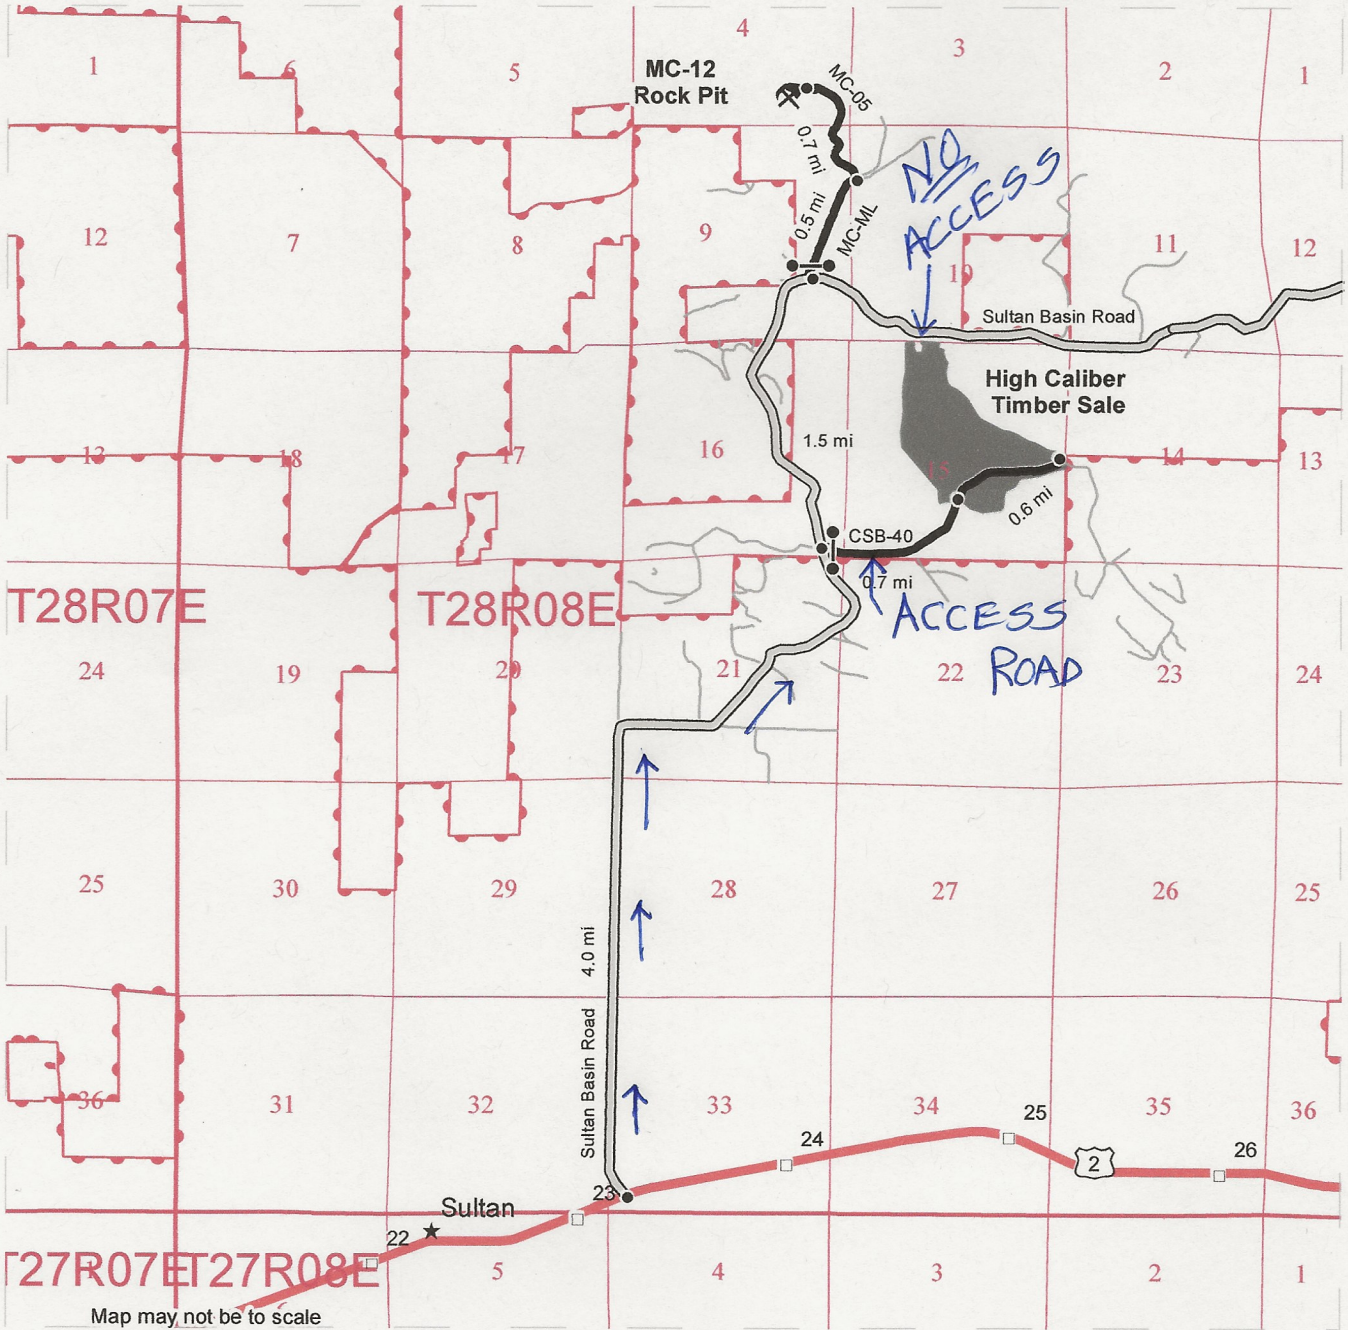 4
3
2
1
1
6
5
MC-12
Rock Pit
MC-05
0.7 mi
NO
ACCESS
0.5 mi
MC-ML
12
7
8
9
10
11
12
Sultan Basin Road
High Caliber
Timber Sale
1.5 mi
13
18
17
16
15
14
13
0.6 mi
CSB-40
0.7 mi
T28R07E
T28R08E
ACCESS
ROAD
24
19
20
21
22
23
24
25
30
29
28
27
26
25
4.0 mi
Sultan Basin Road
36
31
32
33
34
35
36
25
24
26
2
23
Sultan
22
T27R07E
T27R08E
1
6
5
4
3
2
1
Map may not be to scale